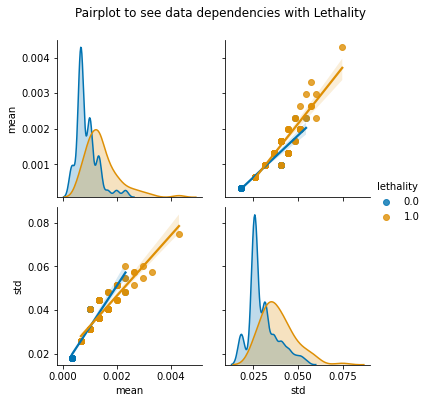 Pairplot to see data dependencies with Lethality
0.004
0.003
0.002
0.001
mean
lethality
0.0
1.0
0.08
0.06
0.04
0.02
std
0.000
0.002
0.004
mean
0.025
0.050
0.075
std